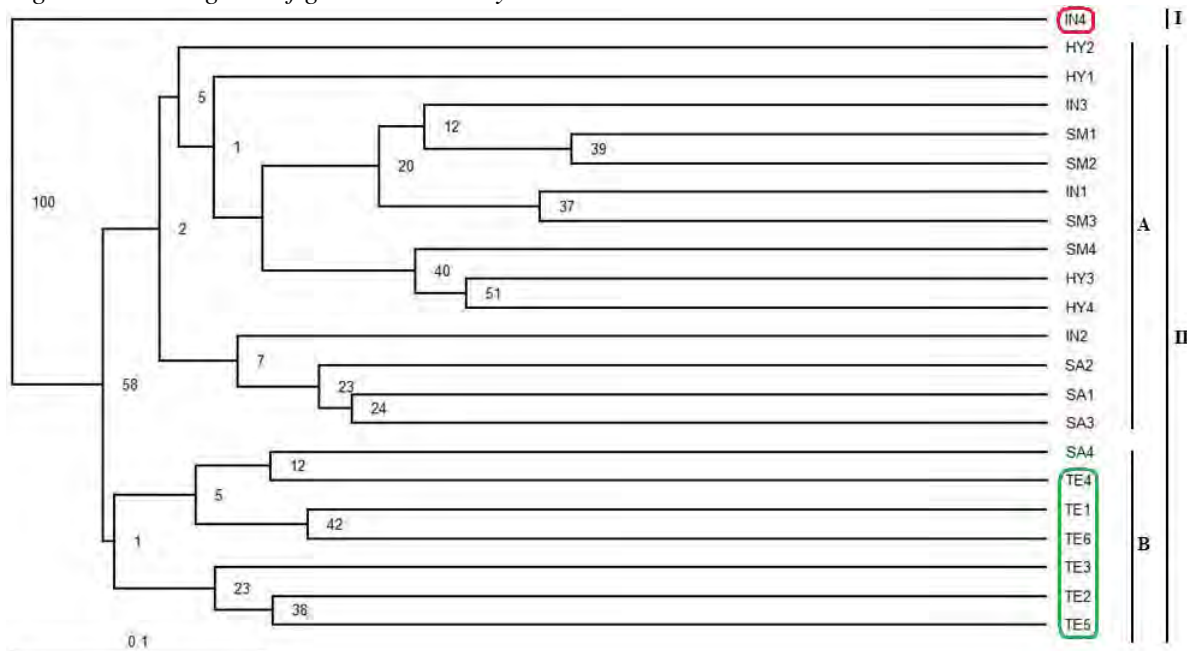 IN4 I
HY2
HY1
5
IN3
12
SM1
1 39
SM2
20
IN1
100 37
SM3
2 A
SM4
40
HY3
51
HY4
IN2 II
7
SA2
58 23
SA1
24
SA3
SA4
12
TE4
5
TE1
42
TE6
1 B
TE3
23
TE2
38
TE5
0.1